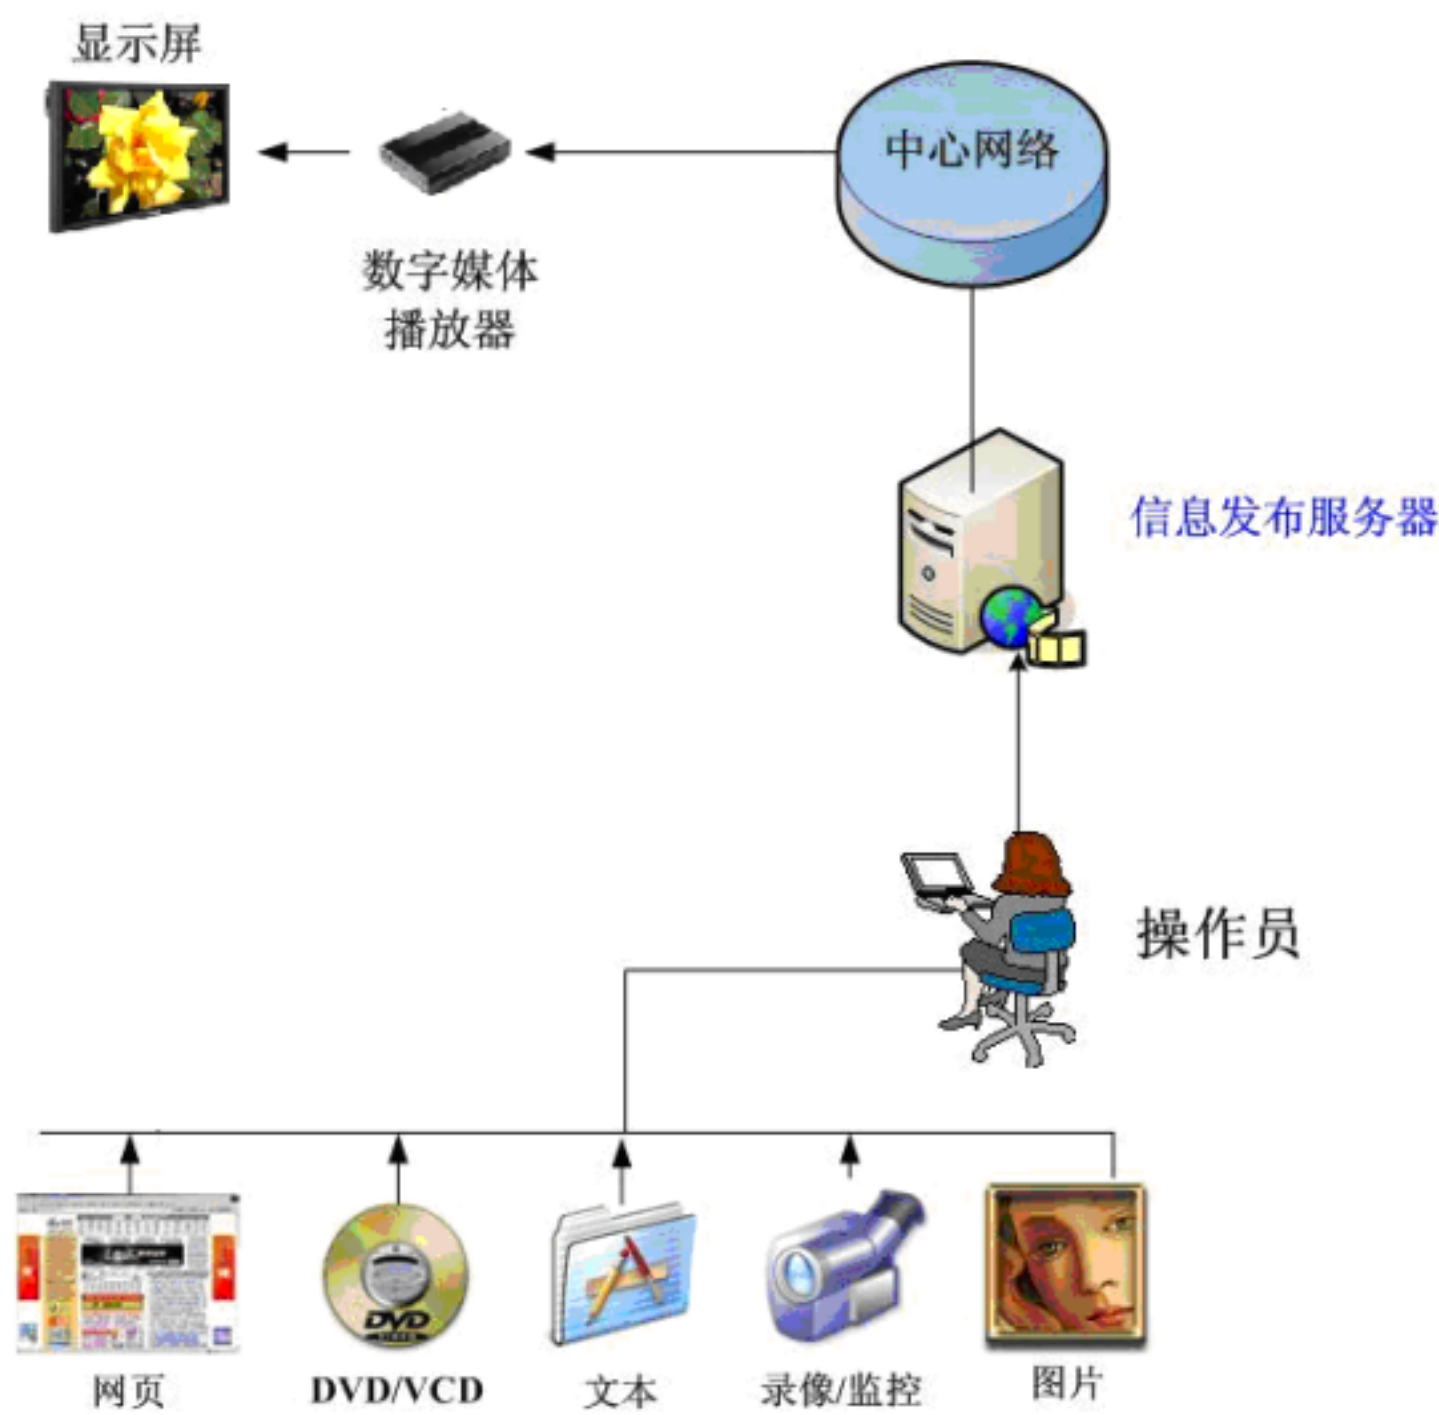 显示屏
中心网络
数字媒体
播放器
信息发布服务器
操作员
DVD
网页
DVD/VCD
文本
录像/监控
图片